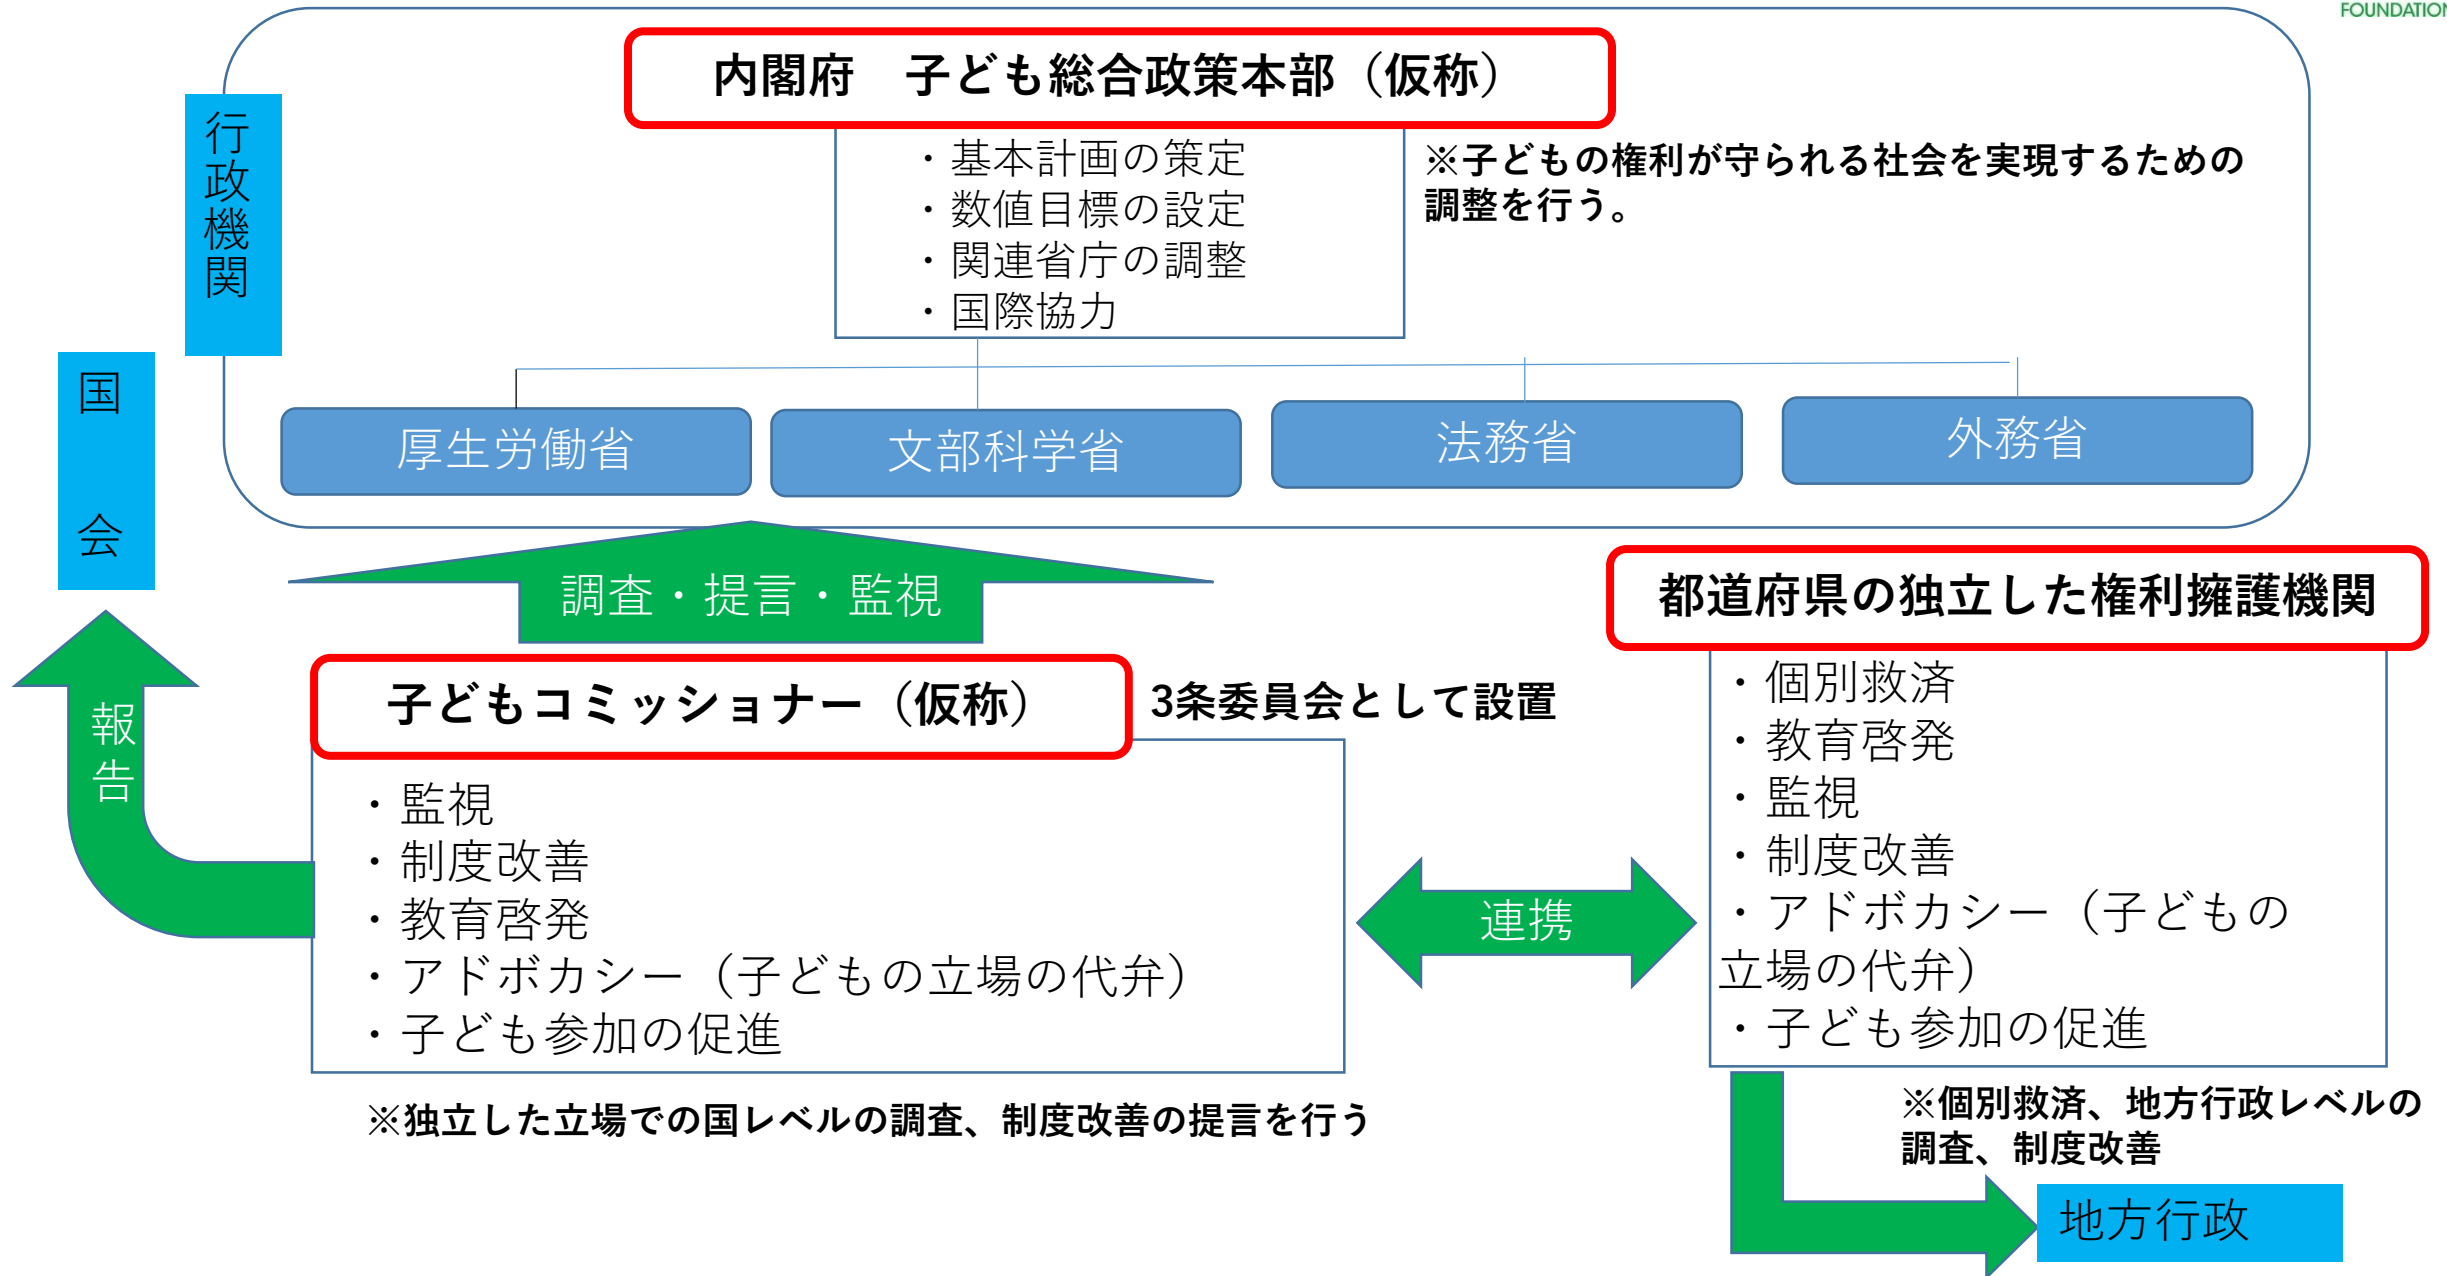 FOUNDATION
内閣府　子ども総合政策本部（仮称）
行政機関
・基本計画の策定
・数値目標の設定
・関連省庁の調整
・国際協力
※子どもの権利が守られる社会を実現するための
調整を行う。
国会
厚生労働省
文部科学省
法務省
外務省
調査・提言・監視
報告
子どもコミッショナー（仮称）
3条委員会として設置
・監視
・制度改善
・教育啓発
・アドボカシー（子どもの立場の代弁）
・子ども参加の促進
※独立した立場での国レベルの調査、制度改善の提言を行う
連携
都道府県の独立した権利擁護機関
・個別救済
・教育啓発
・監視
・制度改善
・アドボカシー（子どもの
立場の代弁）
・子ども参加の促進
※個別救済、地方行政レベルの
調査、制度改善
地方行政